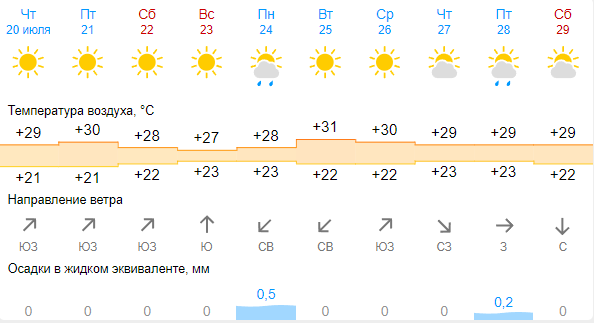 Чт Пт Сб Вс Пн Вт Ср Чт Пт Сб
20 июля 21 22 23 24 25 26 27 28 29
Температура воздуха, °C
+29 +30 +28 +27 +28 +31 +30 +29 +29 +29
+21 +21 +22 +23 +23 +22 +22 +23 +23 +22
Направление ветра
ЮЗ ЮЗ ЮЗ Ю СВ СВ ЮЗ СЗ З С
Осадки в жидком эквиваленте, мм
0 0 0 0 0,5 0 0 0 0,2 0